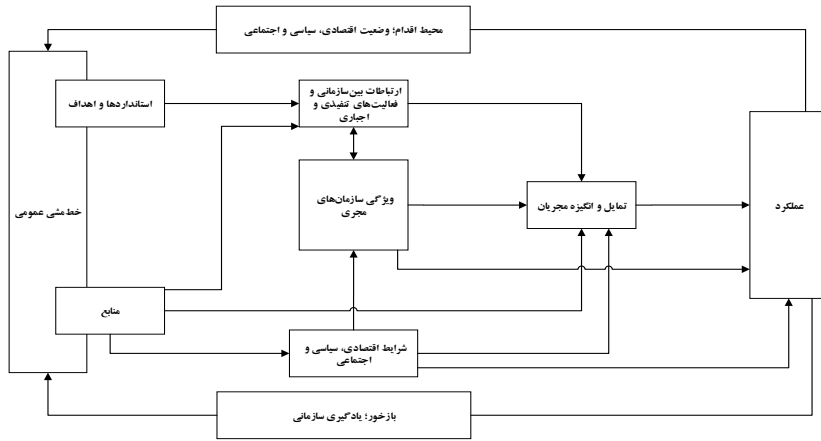 محیط اقدام؛ وضعیت اقتصادی، سیاسی و اجتماعی
استانداردها و اهداف
ارتباطات بین‌سازمانی و
فعالیت‌های تنفیذی و
اجباری
خط‌مشی عمومی
ویژگی سازمان‌های
مجری
تمایل و انگیزه مجریان
عملکرد
منابع
شرایط اقتصادی، سیاسی و
اجتماعی
بازخور؛ یادگیری سازمانی